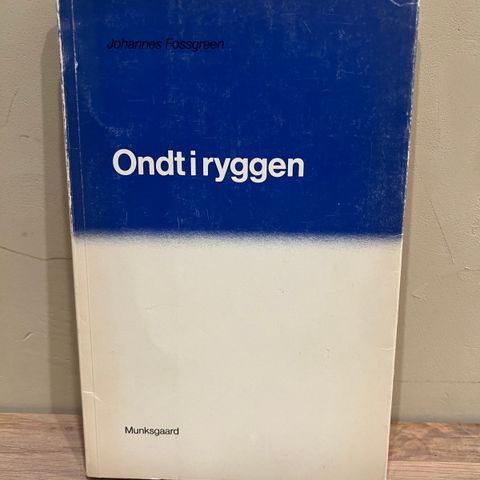 Johannes Fossgreen
Ondt i ryggen
Munksgaard